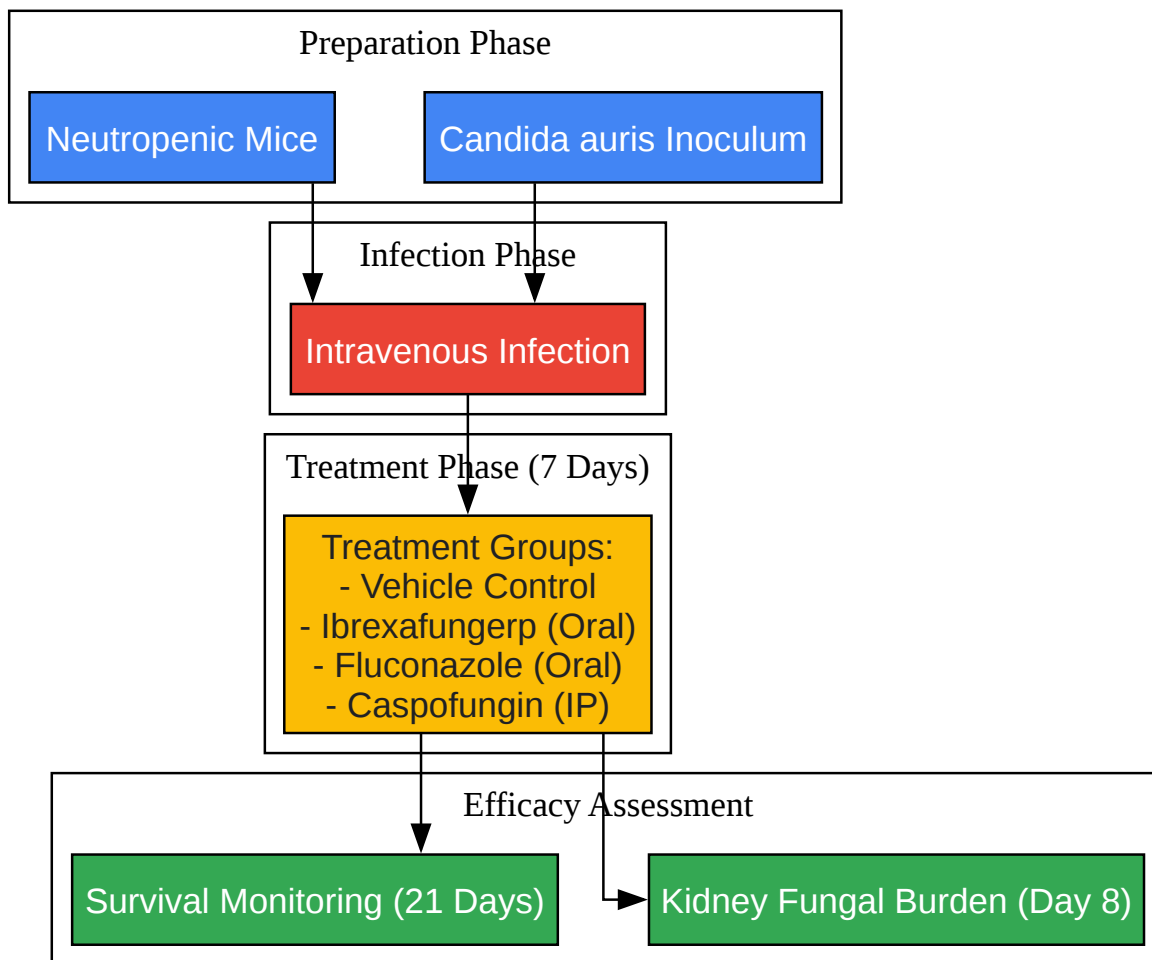 Preparation Phase
Neutropenic Mice
Candida auris Inoculum
Infection Phase
Intravenous Infection
Treatment Phase (7 Days)
Treatment Groups:
- Vehicle Control
- Ibrexafungerp (Oral)
- Fluconazole (Oral)
- Caspofungin (IP)
Efficacy Assessment
Survival Monitoring (21 Days)
Kidney Fungal Burden (Day 8)